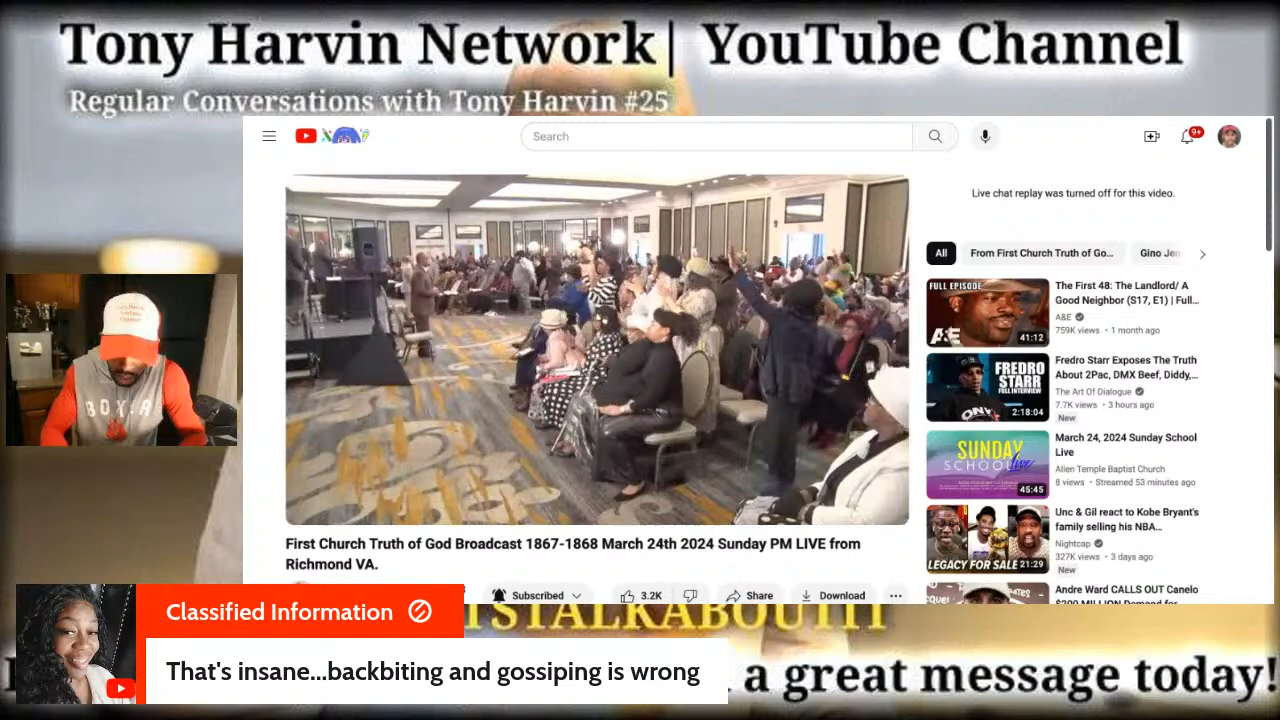 Tony Harvin Network| YouTube Channel
Regular Conversations with Tony Harvin #25
Search
9+
Live chat replay was turned off for this video.
All
From First Church Truth of Go...
Gino Jen
FULL EPISODE
A&E
41:12
The First 48: The Landlord/ A
Good Neighbor (S17, E1) | Full...
A&E
759K views • 1 month ago
FREDRO
STARR
FULL INTERVIEW
2:18:04
Fredro Starr Exposes The Truth
About 2Pac, DMX Beef, Diddy,...
The Art Of Dialogue
7.7K views • 3 hours ago
New
SUNDAY
SCHOOL Live
45:45
March 24, 2024 Sunday School
Live
Allen Temple Baptist Church
8 views • Streamed 53 minutes ago
LEGACY FOR SALE
21:29
Unc & Gil react to Kobe Bryant's
family selling his NBA...
Nightcap
327K views • 3 days ago
New
Andre Ward CALLS OUT Canelo
BOXER
First Church Truth of God Broadcast 1867-1868 March 24th 2024 Sunday PM LIVE from
Richmond VA.
Subscribed
3.2K
Share
Download
Classified Information
That's insane...backbiting and gossiping is wrong
a great message today!